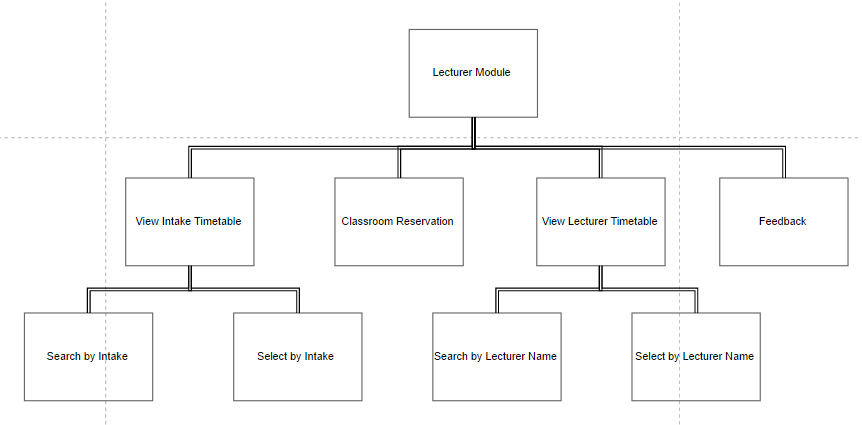 Lecturer Module
View Intake Timetable
Classroom Reservation
View Lecturer Timetable
Feedback
Search by Intake
Select by Intake
Search by Lecturer Name
Select by Lecturer Name